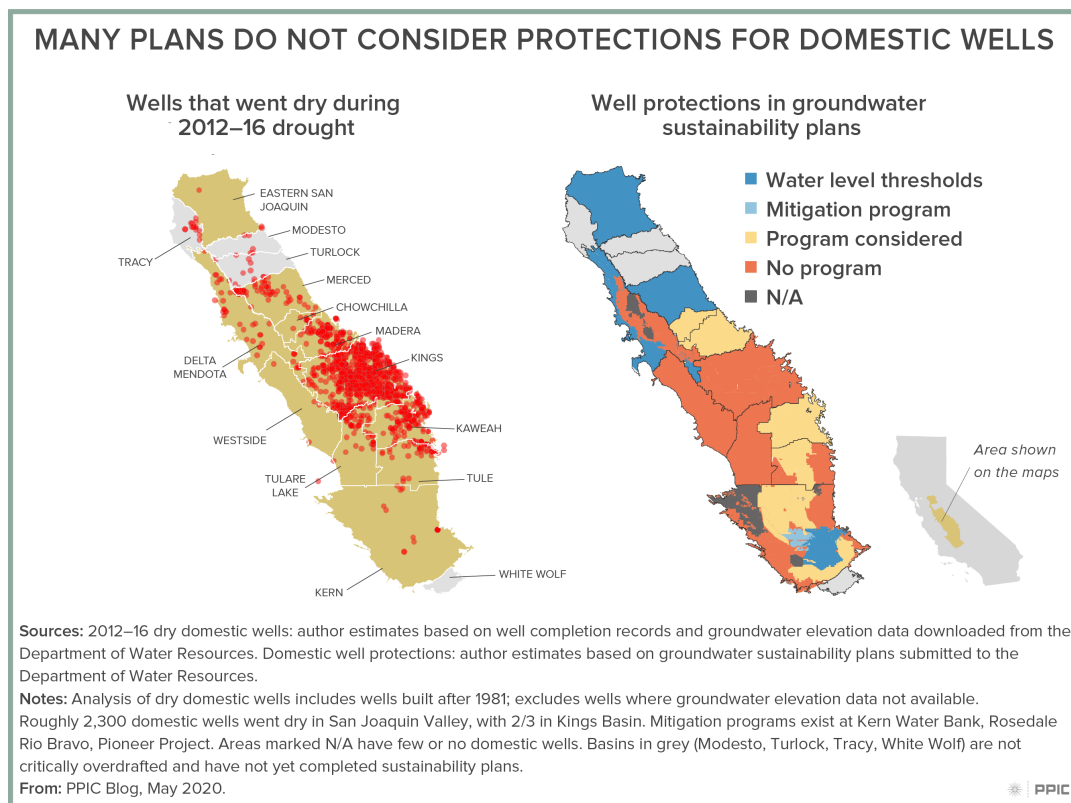 MANY PLANS DO NOT CONSIDER PROTECTIONS FOR DOMESTIC WELLS
Wells that went dry during
2012–16 drought
EASTERN SAN
JOAQUIN
MODESTO
TURLOCK
TRACY
MERCED
CHOWCHILLA
MADERA
KINGS
DELTA
MENDOTA
WESTSIDE
KAWEAH
TULARE
LAKE
TULE
WHITE WOLF
KERN
Well protections in groundwater
sustainability plans
Water level thresholds
Mitigation program
Program considered
No program
N/A
Area shown
on the maps
Sources: 2012–16 dry domestic wells: author estimates based on well completion records and groundwater elevation data downloaded from the
Department of Water Resources. Domestic well protections: author estimates based on groundwater sustainability plans submitted to the
Department of Water Resources.
Notes: Analysis of dry domestic wells includes wells built after 1981; excludes wells where groundwater elevation data not available.
Roughly 2,300 domestic wells went dry in San Joaquin Valley, with 2/3 in Kings Basin. Mitigation programs exist at Kern Water Bank, Rosedale
Rio Bravo, Pioneer Project. Areas marked N/A have few or no domestic wells. Basins in grey (Modesto, Turlock, Tracy, White Wolf) are not
critically overdrafted and have not yet completed sustainability plans.
From: PPIC Blog, May 2020.
PPIC